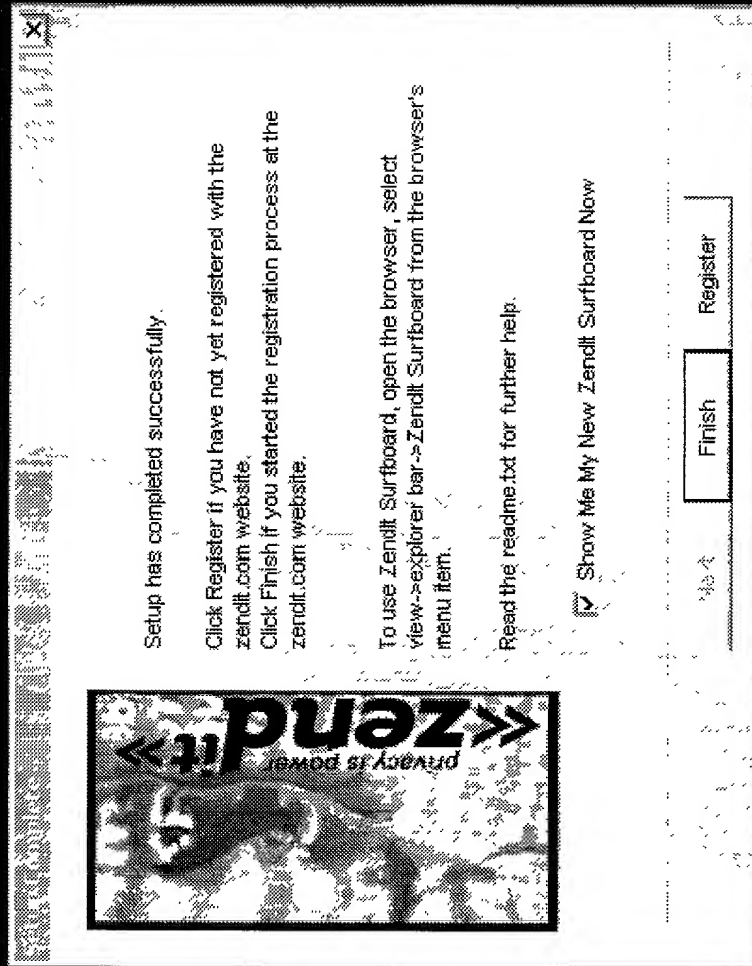 «zendit»
privacy is power
Setup has completed successfully.
Click Register if you have not yet registered with the
zendit.com website.
Click Finish if you started the registration process at the
zendit.com website.
To use ZendIt Surfboard, open the browser, select
view->explorer bar->ZendIt Surfboard from the browser's
menu item.
Read the readme.txt for further help.
Show Me My New ZendIt Surfboard Now
Finish
Register